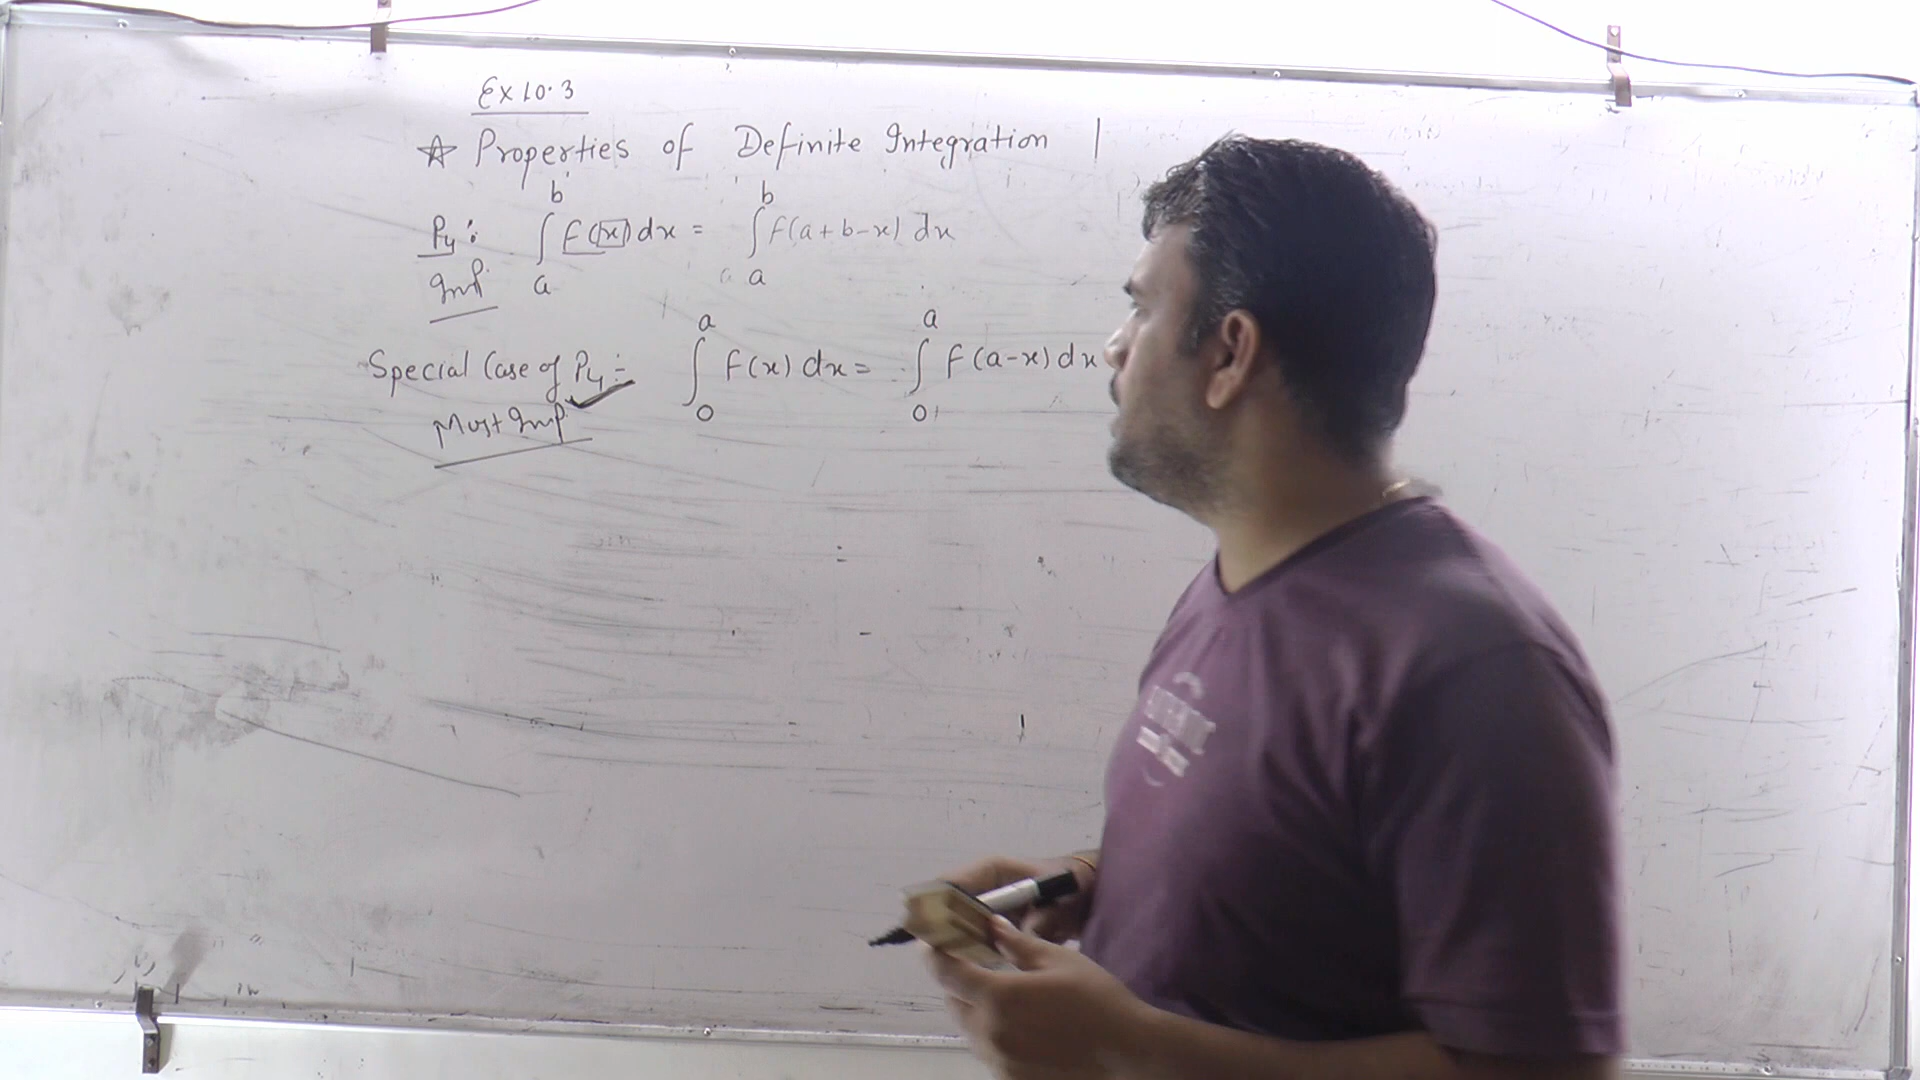 Ex 10.3
☆ Properties of Definite Integration |
P₄: ∫ₐᵇ f(x) dx = ∫ₐᵇ f(a+b-x) dx
Imp
Special Case of P₄:- ∫₀ᵃ f(x) dx = ∫₀ᵃ f(a-x) dx
Must Imp